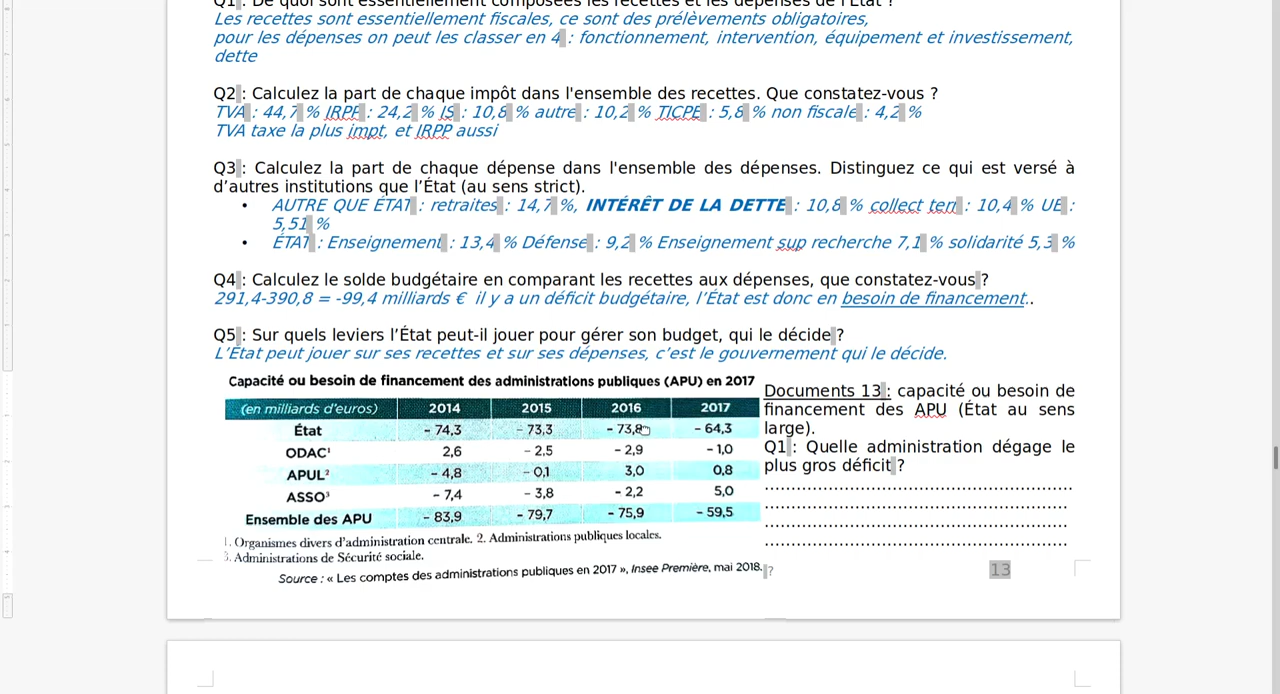 Q1 : De quoi sont essentiellement composées les recettes et les dépenses de l'État ?
Les recettes sont essentiellement fiscales, ce sont des prélèvements obligatoires,
pour les dépenses on peut les classer en 4 : fonctionnement, intervention, équipement et investissement,
dette
Q2 : Calculez la part de chaque impôt dans l'ensemble des recettes. Que constatez-vous ?
TVA : 44,7 % IRPP : 24,2 % IS : 10,8 % autre : 10,2 % TICPE : 5,8 % non fiscale : 4,2 %
TVA taxe la plus impt, et IRPP aussi
Q3 : Calculez la part de chaque dépense dans l'ensemble des dépenses. Distinguez ce qui est versé à
d’autres institutions que l’État (au sens strict).
• AUTRE QUE ÉTAT : retraites : 14,7 %, INTÉRÊT DE LA DETTE : 10,8 % collect terr : 10,4 % UE :
5,51 %
• ÉTAT : Enseignement : 13,4 % Défense : 9,2 % Enseignement sup recherche 7,1 % solidarité 5,3 %
Q4 : Calculez le solde budgétaire en comparant les recettes aux dépenses, que constatez-vous ?
291,4-390,8 = -99,4 milliards € il y a un déficit budgétaire, l’État est donc en besoin de financement..
Q5 : Sur quels leviers l’État peut-il jouer pour gérer son budget, qui le décide ?
L’État peut jouer sur ses recettes et sur ses dépenses, c’est le gouvernement qui le décide.
Capacité ou besoin de financement des administrations publiques (APU) en 2017
(en milliards d'euros) 2014 2015 2016 2017
État - 74,3 - 73,3 - 73,8 - 64,3
ODAC¹ 2,6 - 2,5 - 2,9 - 1,0
APUL² - 4,8 - 0,1 3,0 0,8
ASSO³ - 7,4 - 3,8 - 2,2 5,0
Ensemble des APU - 83,9 - 79,7 - 75,9 - 59,5
1. Organismes divers d'administration centrale. 2. Administrations publiques locales.
3. Administrations de Sécurité sociale.
Source : « Les comptes des administrations publiques en 2017 », Insee Première, mai 2018. ?
Documents 13 : capacité ou besoin de
financement des APU (État au sens
large).
Q1 : Quelle administration dégage le
plus gros déficit ?
....................................................
....................................................
....................................................
....................................................
13